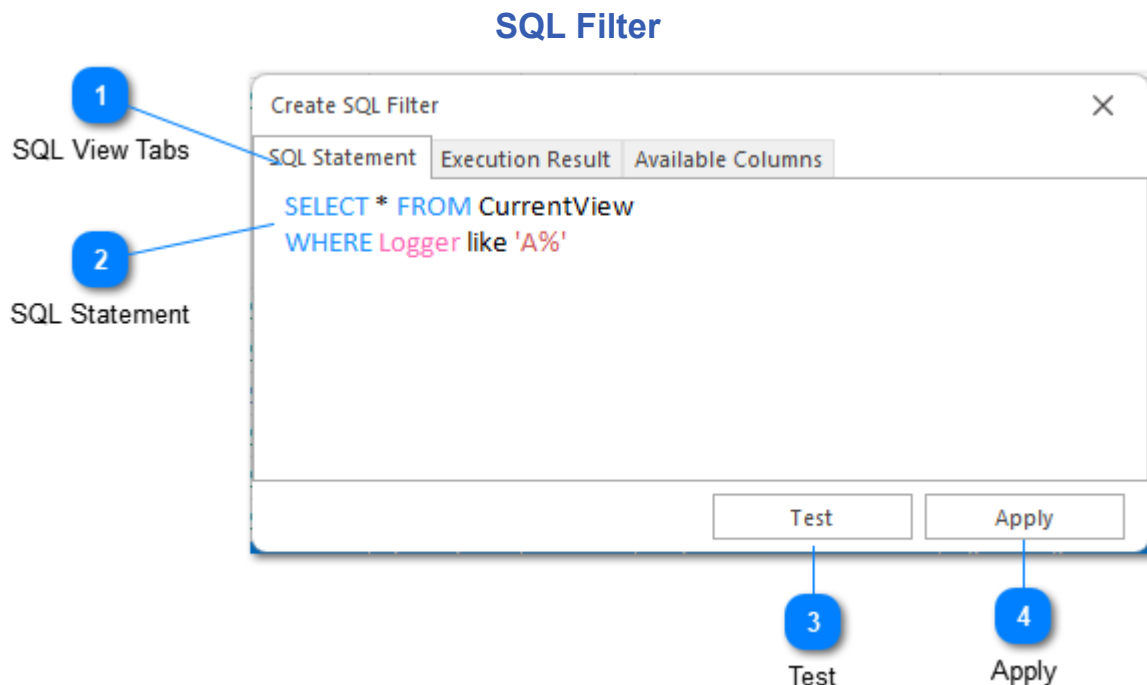 SQL Filter
1
SQL View Tabs
Create SQL Filter
SQL Statement Execution Result Available Columns
SELECT * FROM CurrentView
WHERE Logger like 'A%'
2
SQL Statement
Test Apply
3
Test
4
Apply